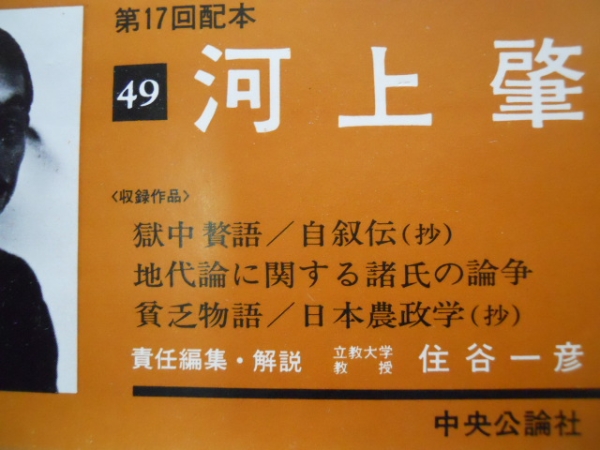 第17回配本
49 河上肇
〈収録作品〉
獄中贅語／自叙伝(抄)
地代論に関する諸氏の論争
貧乏物語／日本農政学(抄)
責任編集・解説 立教大学教授 住谷一彦
中央公論社